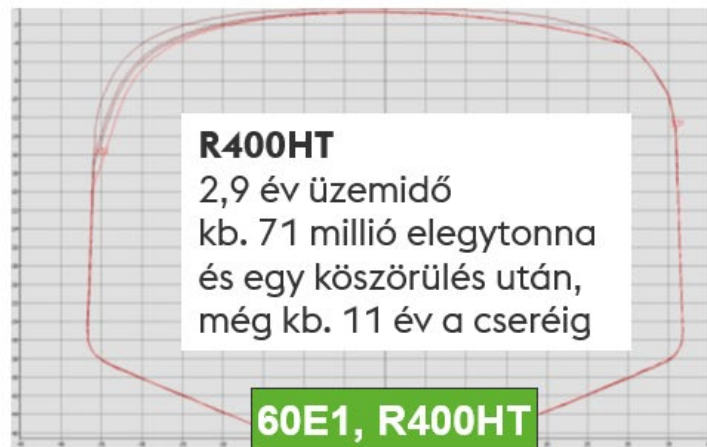 R400HT
2,9 év üzemidő
kb. 71 millió elegytonna
és egy köszörülés után,
még kb. 11 év a cseréig
60E1, R400HT